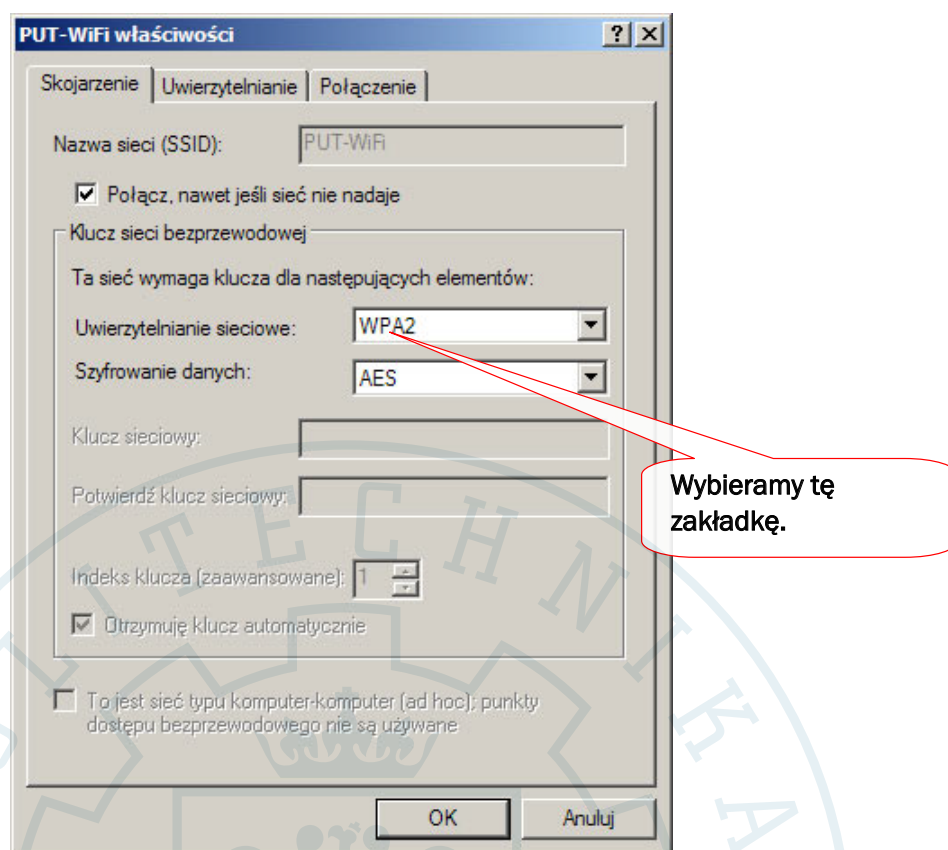 PUT-WiFi właściwości
Skojarzenie Uwierzytelnianie Połączenie
Nazwa sieci (SSID): PUT-WiFi
Połącz, nawet jeśli sieć nie nadaje
Klucz sieci bezprzewodowej
Ta sieć wymaga klucza dla następujących elementów:
Uwierzytelnianie sieciowe: WPA2
Szyfrowanie danych: AES
Klucz sieciowy:
Wybieramy tę
zakładkę.
Potwierdź klucz sieciowy:
Indeks klucza (zaawansowane): 1
Otrzymuję klucz automatycznie
To jest sieć typu komputer-komputer (ad hoc); punkty
dostępu bezprzewodowego nie są używane
OK Anuluj
LITECHNIKA